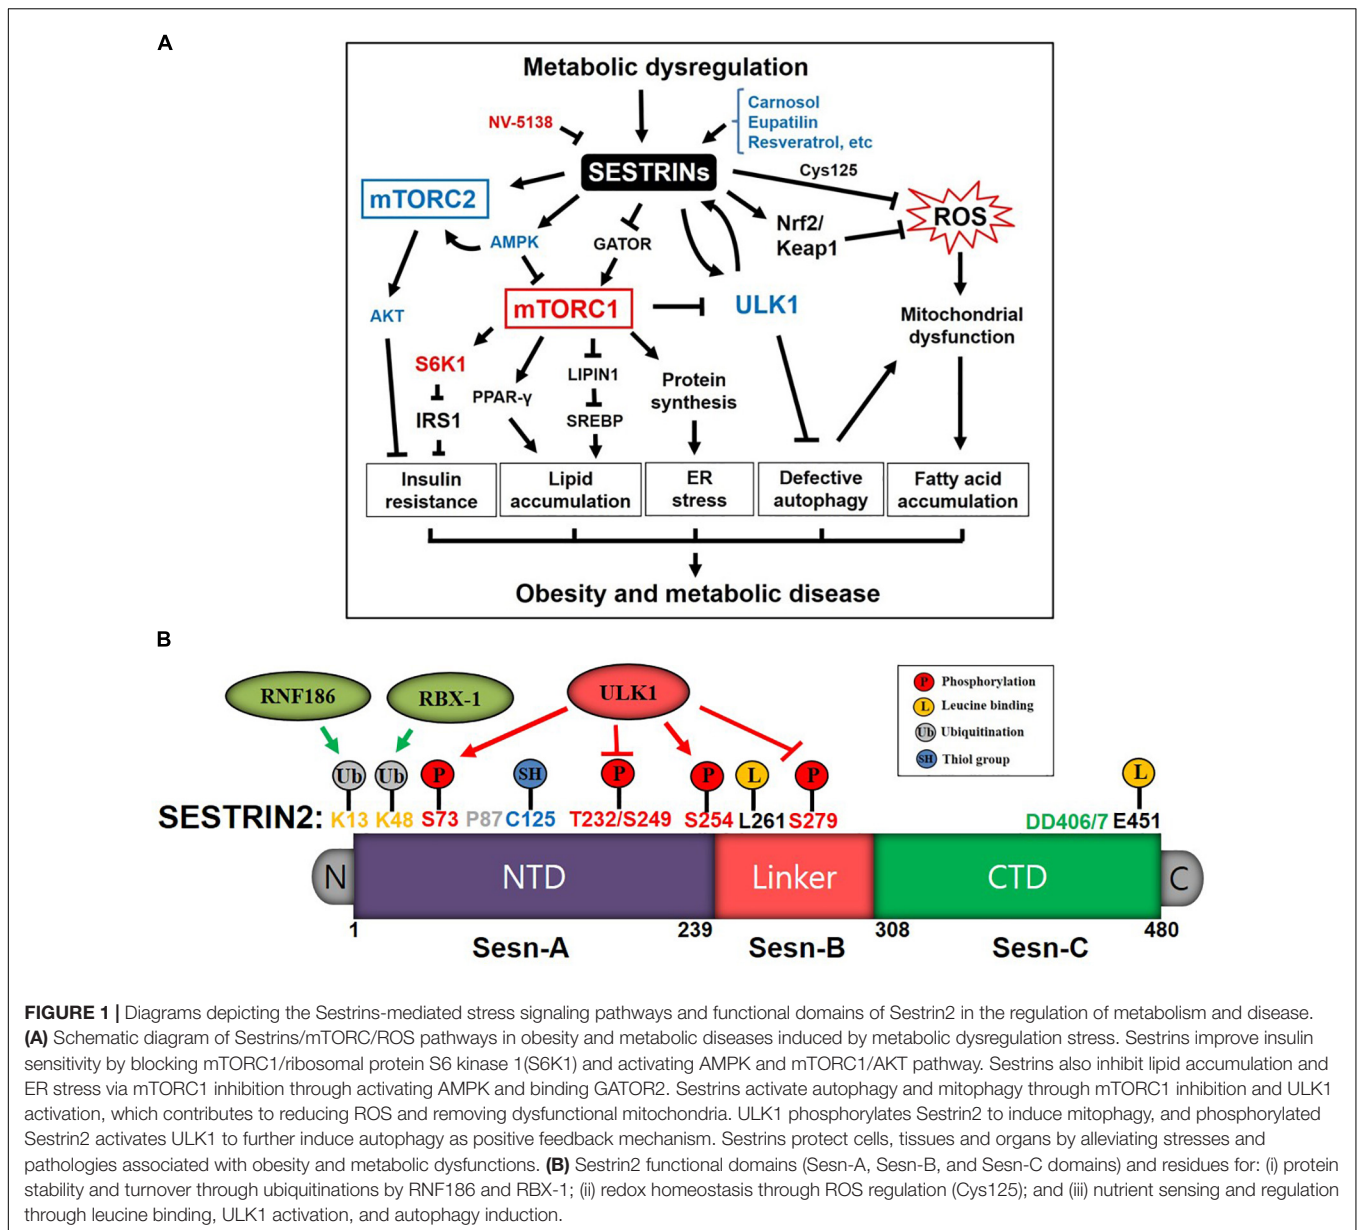 A
Metabolic dysregulation
NV-5138
Carnosol
Eupatilin
Resveratrol, etc
SESTRINs
Cys125
mTORC2
ROS
Nrf2/
Keap1
AMPK
GATOR
mTORC1
ULK1
AKT
Mitochondrial
dysfunction
S6K1
LIPIN1
Protein
synthesis
PPAR-γ
IRS1
SREBP
Insulin
resistance
Lipid
accumulation
ER
stress
Defective
autophagy
Fatty acid
accumulation
Obesity and metabolic disease
B
RNF186
RBX-1
ULK1
P Phosphorylation
L Leucine binding
Ub Ubiquitination
SH Thiol group
Ub Ub P SH P P L P L
SESTRIN2: K13 K48 S73 P87 C125 T232/S249 S254 L261 S279 DD406/7 E451
N NTD Linker CTD C
1 239 308 480
Sesn-A Sesn-B Sesn-C
FIGURE 1 | Diagrams depicting the Sestrins-mediated stress signaling pathways and functional domains of Sestrin2 in the regulation of metabolism and disease.
(A) Schematic diagram of Sestrins/mTORC/ROS pathways in obesity and metabolic diseases induced by metabolic dysregulation stress. Sestrins improve insulin
sensitivity by blocking mTORC1/ribosomal protein S6 kinase 1(S6K1) and activating AMPK and mTORC1/AKT pathway. Sestrins also inhibit lipid accumulation and
ER stress via mTORC1 inhibition through activating AMPK and binding GATOR2. Sestrins activate autophagy and mitophagy through mTORC1 inhibition and ULK1
activation, which contributes to reducing ROS and removing dysfunctional mitochondria. ULK1 phosphorylates Sestrin2 to induce mitophagy, and phosphorylated
Sestrin2 activates ULK1 to further induce autophagy as positive feedback mechanism. Sestrins protect cells, tissues and organs by alleviating stresses and
pathologies associated with obesity and metabolic dysfunctions. (B) Sestrin2 functional domains (Sesn-A, Sesn-B, and Sesn-C domains) and residues for: (i) protein
stability and turnover through ubiquitinations by RNF186 and RBX-1; (ii) redox homeostasis through ROS regulation (Cys125); and (iii) nutrient sensing and regulation
through leucine binding, ULK1 activation, and autophagy induction.